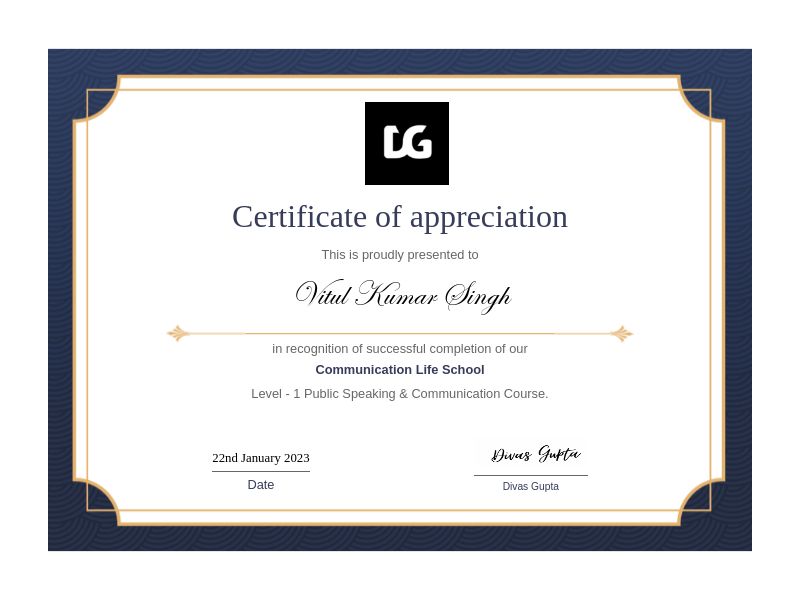 DG
Certificate of appreciation
This is proudly presented to
Vitul Kumar Singh
in recognition of successful completion of our
Communication Life School
Level - 1 Public Speaking & Communication Course.
22nd January 2023
Date
Divas Gupta
Divas Gupta